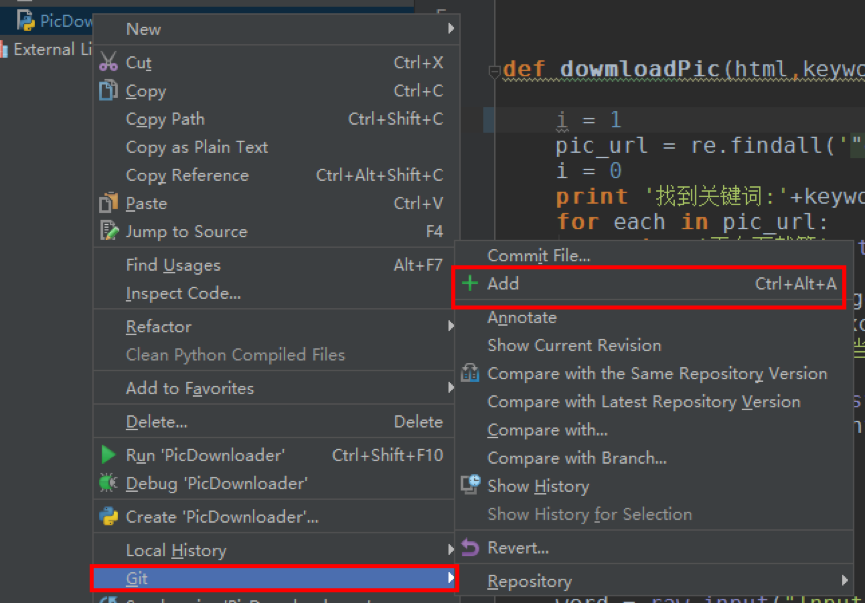 PicDow
External Li
New
Cut Ctrl+X
Copy Ctrl+C
Copy Path Ctrl+Shift+C
Copy as Plain Text
Copy Reference Ctrl+Alt+Shift+C
Paste Ctrl+V
Jump to Source F4
Find Usages Alt+F7
Inspect Code...
Refactor
Clean Python Compiled Files
Add to Favorites
Delete... Delete
Run 'PicDownloader' Ctrl+Shift+F10
Debug 'PicDownloader'
Create 'PicDownloader'...
Local History
Git
Commit File...
Add Ctrl+Alt+A
Annotate
Show Current Revision
Compare with the Same Repository Version
Compare with Latest Repository Version
Compare with...
Compare with Branch...
Show History
Show History for Selection
Revert...
Repository
def dowmloadPic(html,keywo
i = 1
pic_url = re.findall('"
i = 0
print '找到关键词:'+keywo
for each in pic_url: